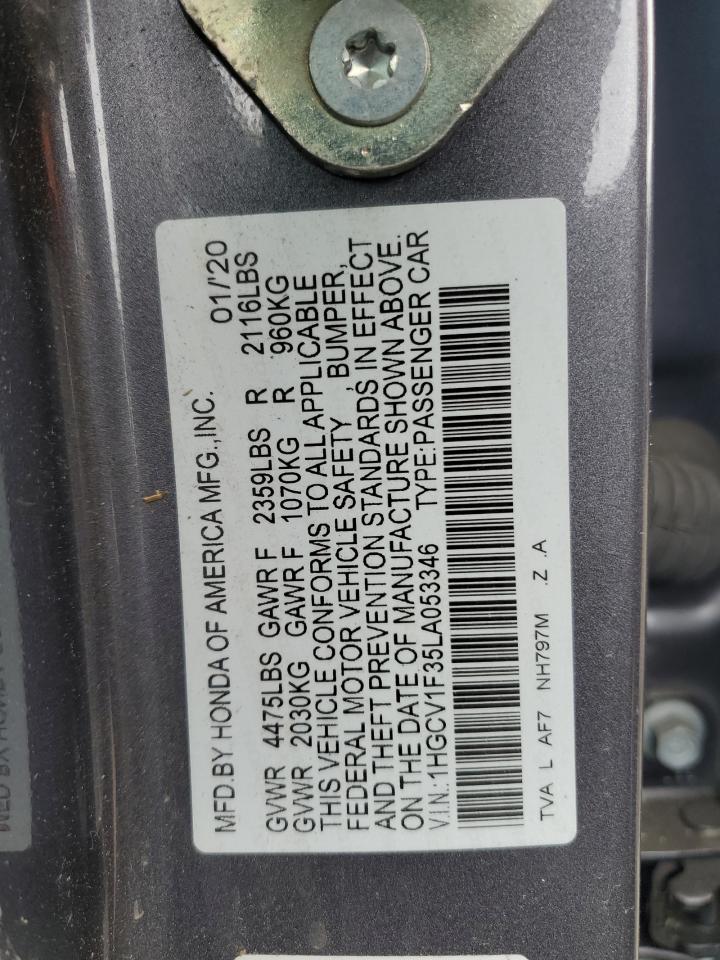 MFD.BY HONDA OF AMERICA MFG.,INC. 01/'20
GVWR 4475LBS GAWR F 2359LBS R 2116LBS
GVWR 2030KG GAWR F 1070KG R 960KG
THIS VEHICLE CONFORMS TO ALL APPLICABLE
FEDERAL MOTOR VEHICLE SAFETY, BUMPER,
AND THEFT PREVENTION STANDARDS IN EFFECT
ON THE DATE OF MANUFACTURE SHOWN ABOVE.
V.I.N.:1HGCV1F35LA053346 TYPE:PASSENGER CAR
TVA L AF7 NH797M .Z .A